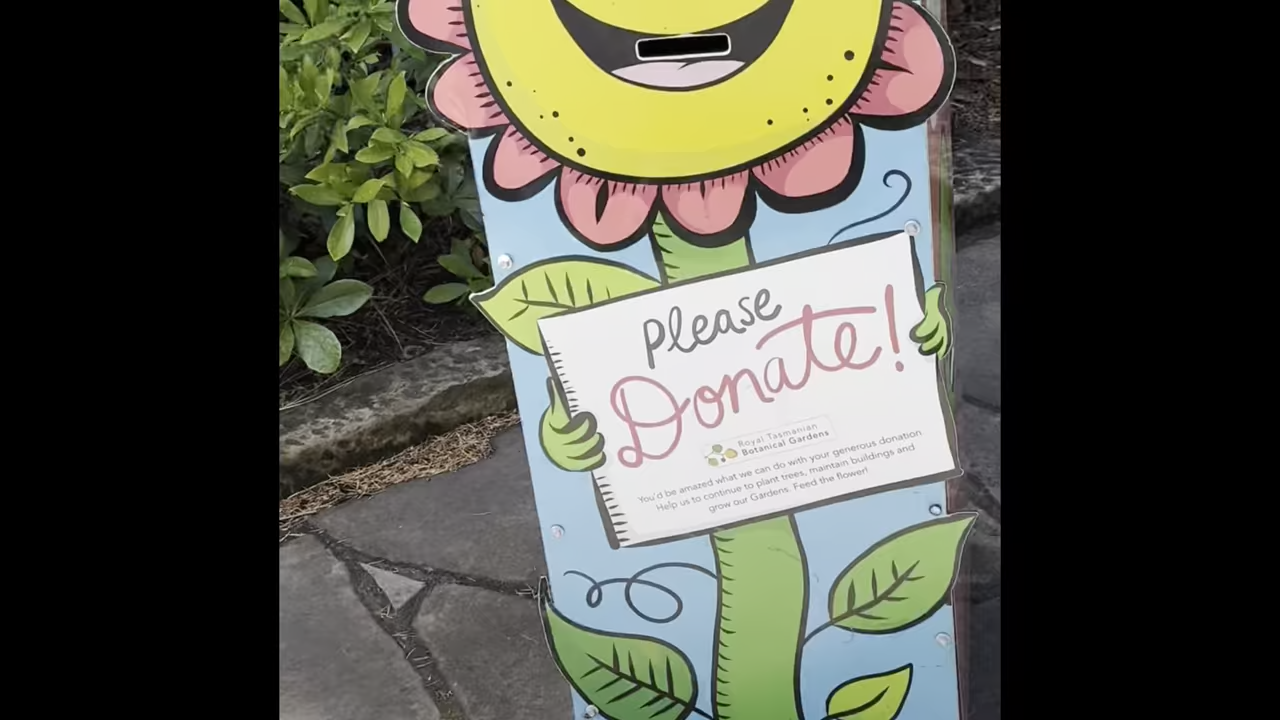 Please
Donate!
Royal Tasmanian
Botanical Gardens
You'd be amazed what we can do with your generous donation
Help us to continue to plant trees, maintain buildings and
grow our Gardens. Feed the flower!